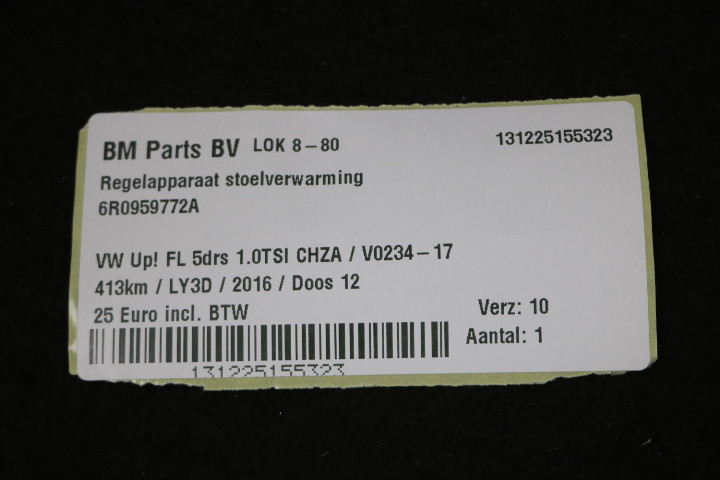 BM Parts BV LOK 8-80 131225155323
Regelapparaat stoelverwarming
6R0959772A
VW Up! FL 5drs 1.0TSI CHZA / V0234-17
413km / LY3D / 2016 / Doos 12
25 Euro incl. BTW Verz: 10
Aantal: 1
131225155323